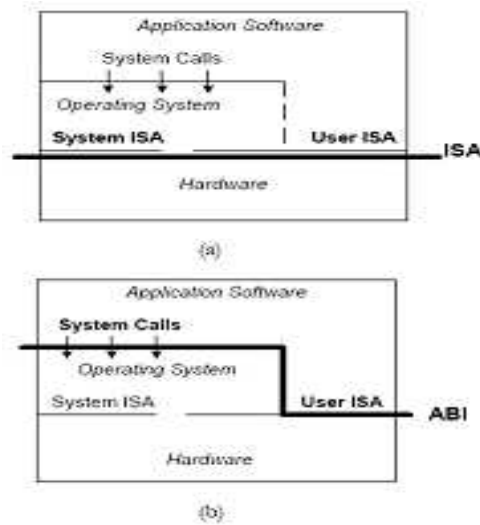 Application Software
System Calls
Operating System
System ISA User ISA
ISA
Hardware
(a)
Application Software
System Calls
Operating System
System ISA User ISA
ABI
Hardware
(b)